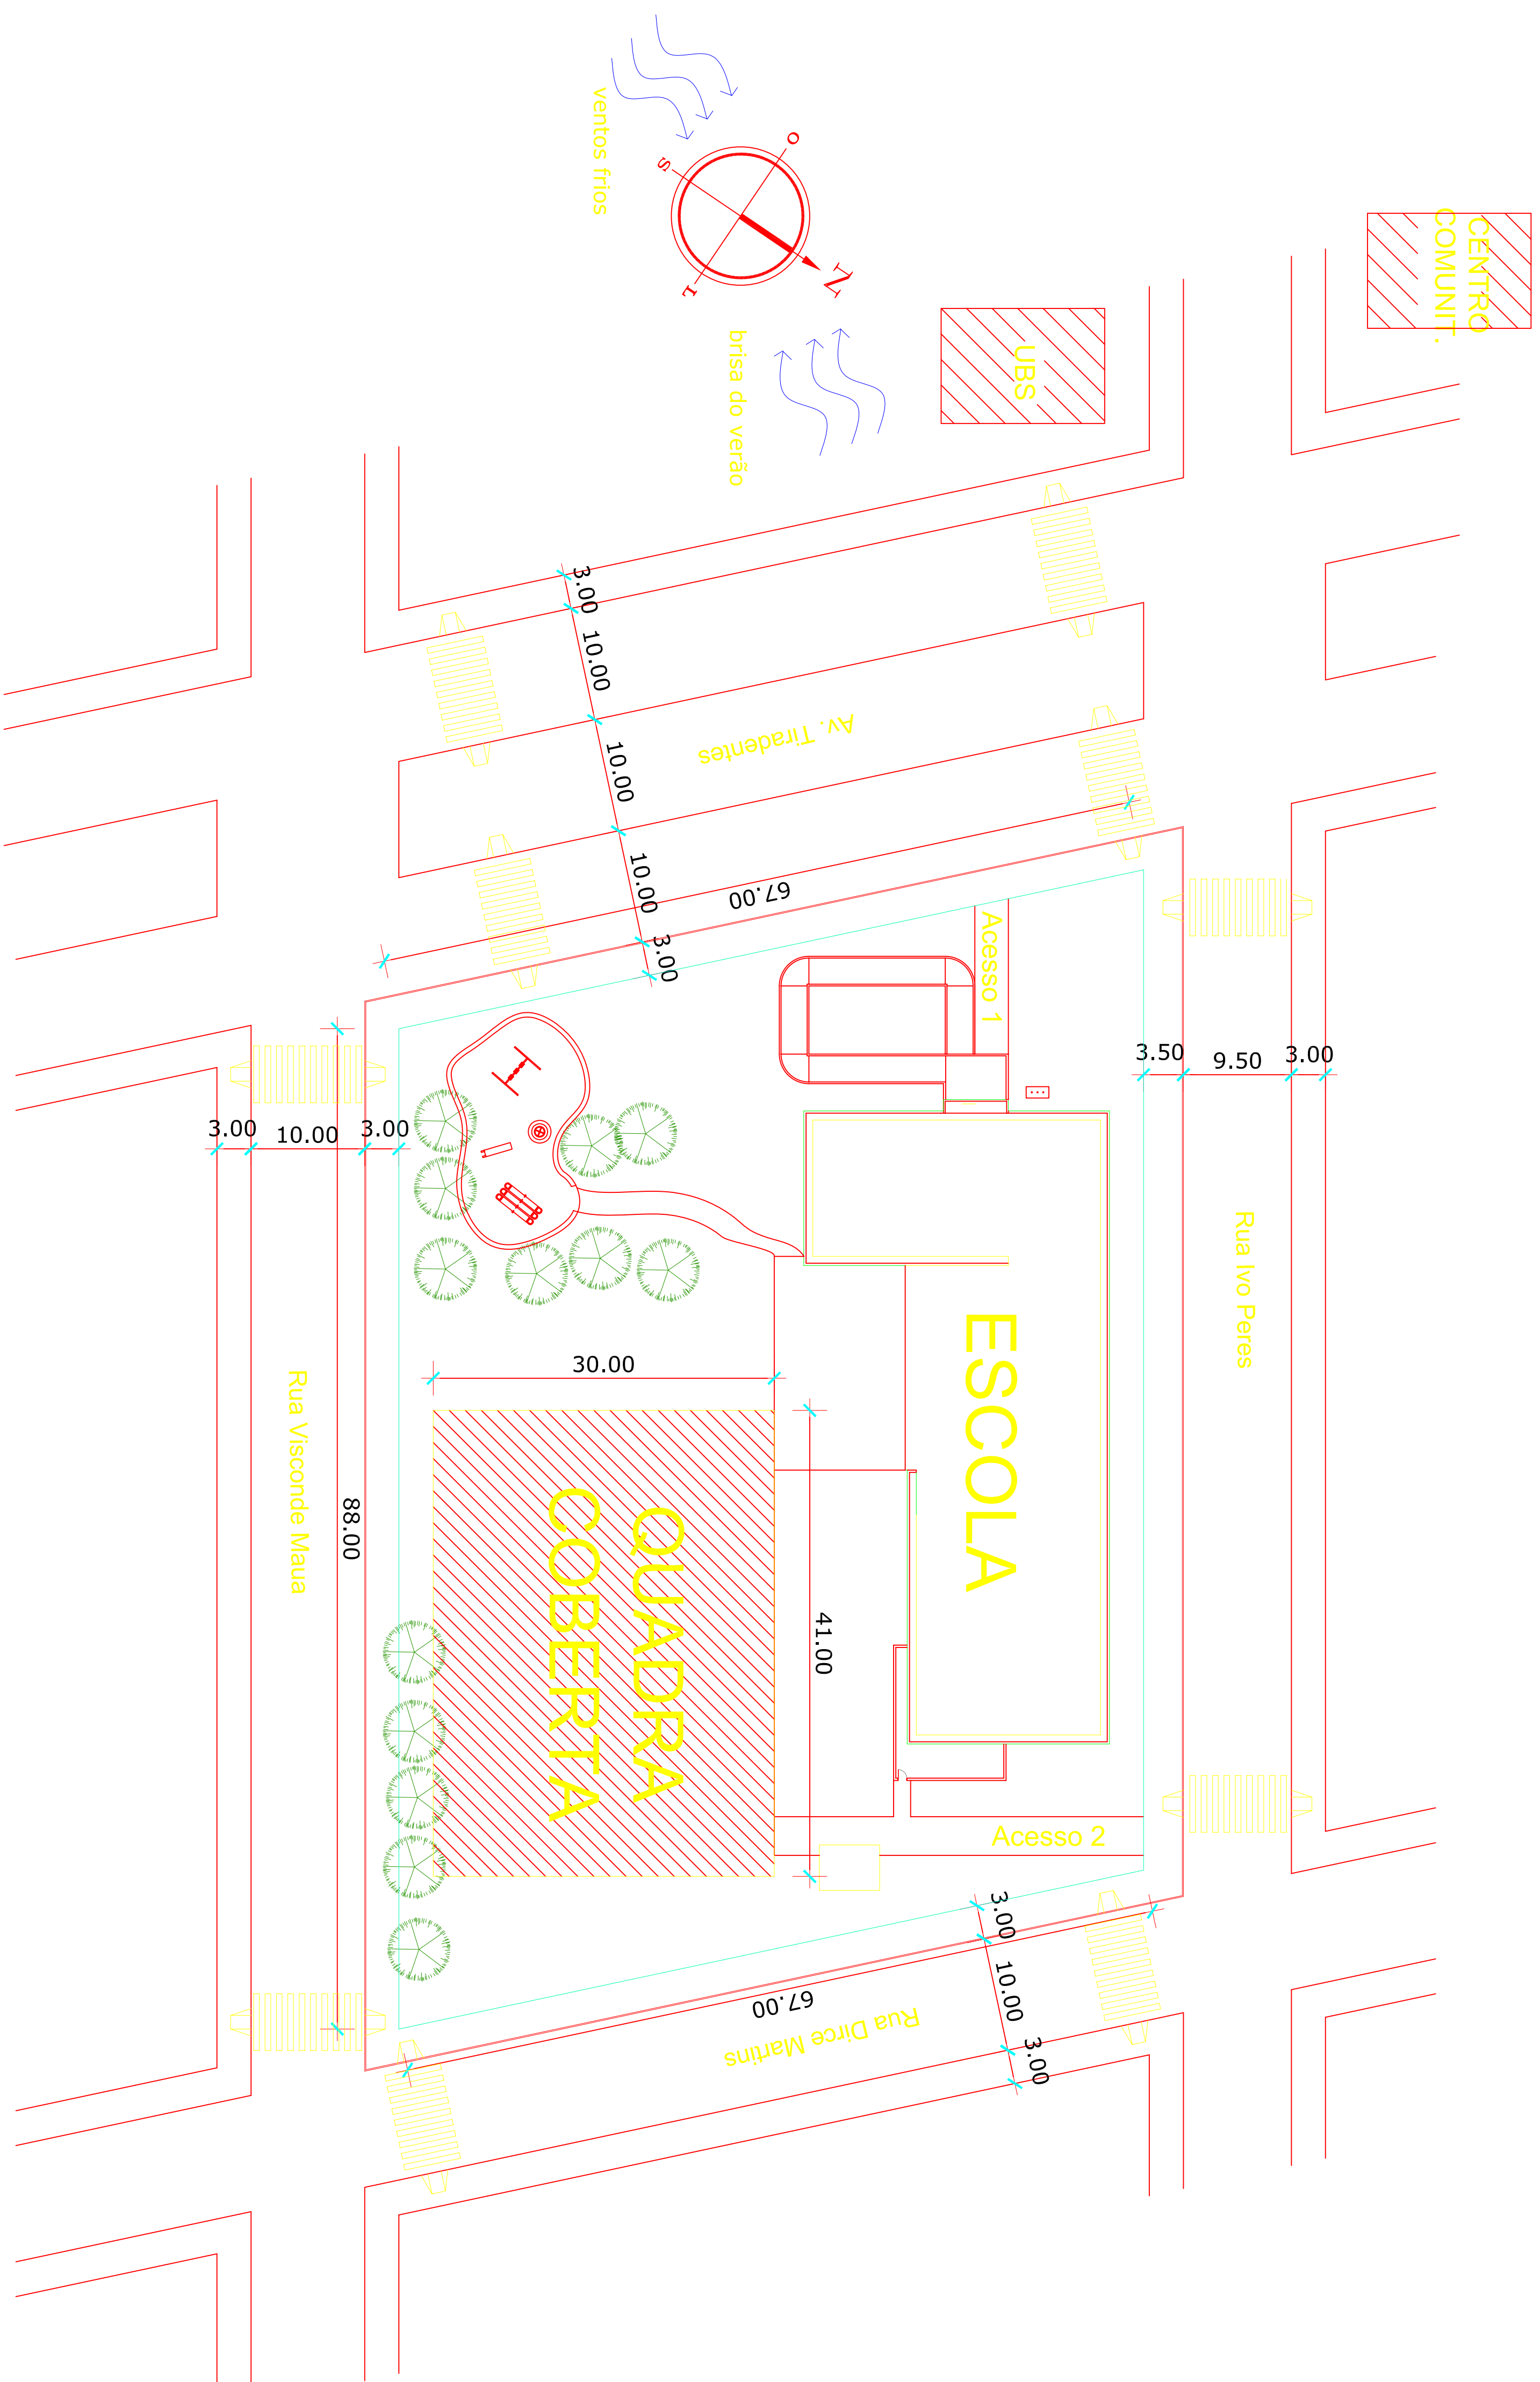 ventos frios
O
S
N
L
brisa do verão
UBS
CENTRO
COMUNIT.
3.00
10.00
10.00
10.00
3.00
Av. Tiradentes
67.00
Acesso 1
3.50
9.50
3.00
3.00
10.00
3.00
Rua Ivo Peres
ESCOLA
30.00
Rua Visconde Maua
88.00
QUADRA
COBERTA
41.00
Acesso 2
3.00
10.00
3.00
67.00
Rua Dirce Martins